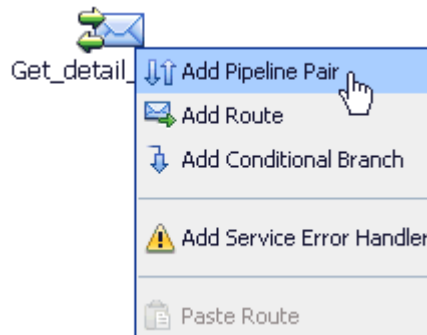 Get_detail_
Add Pipeline Pair
Add Route
Add Conditional Branch
Add Service Error Handler
Paste Route